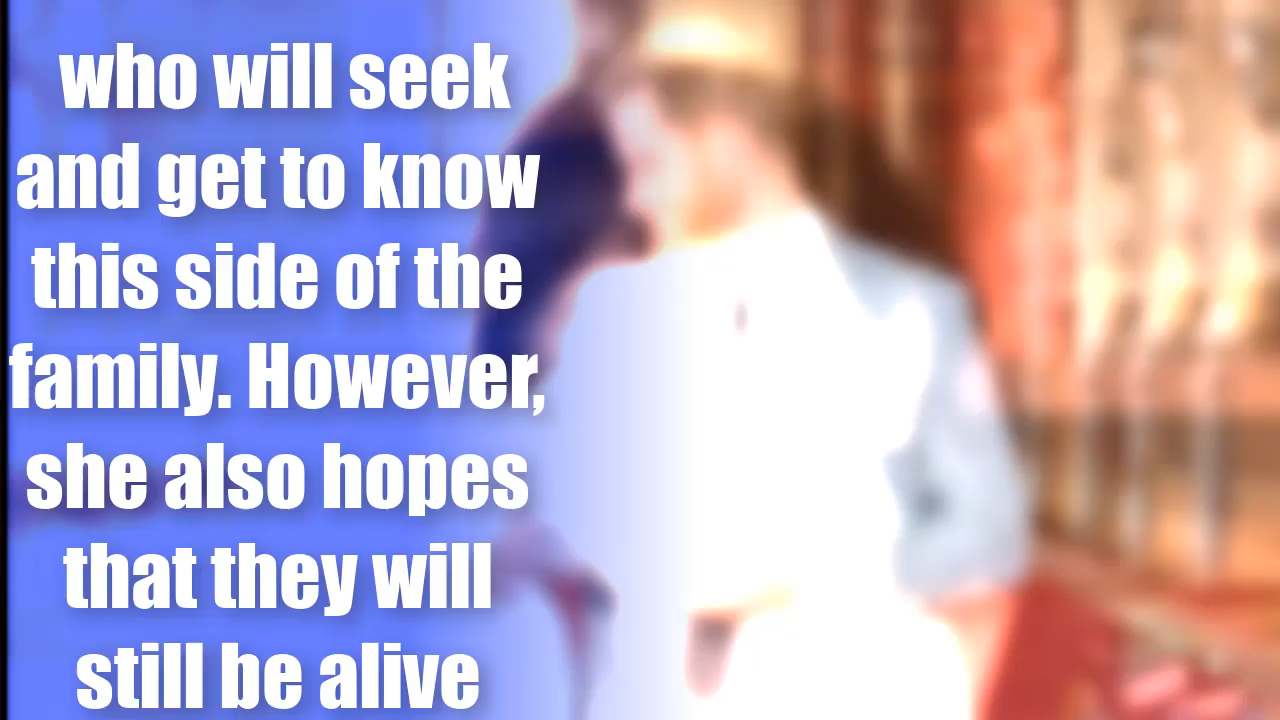 who will seek
and get to know
this side of the
family. However,
she also hopes
that they will
still be alive